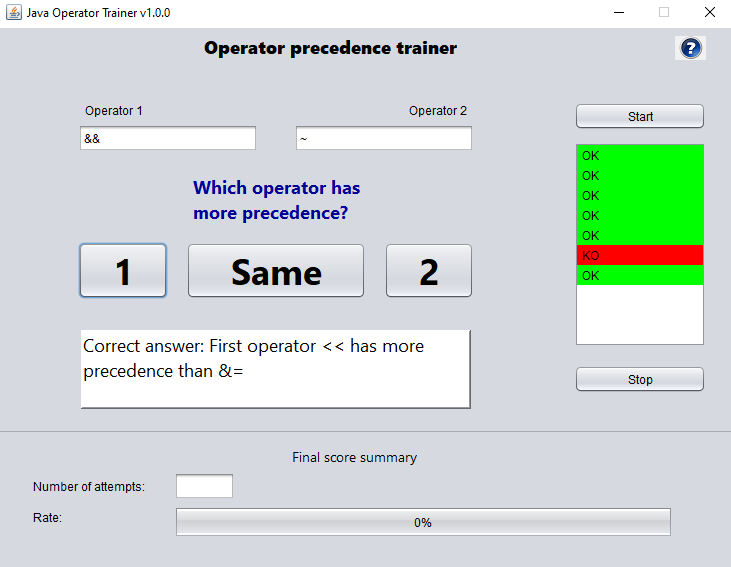 Java Operator Trainer v1.0.0
Operator precedence trainer
?
Operator 1
Operator 2
&&
~
Which operator has
more precedence?
1
Same
2
Correct answer: First operator << has more
precedence than &=
Start
OK
OK
OK
OK
OK
KO
OK
Stop
Final score summary
Number of attempts:
Rate:
0%